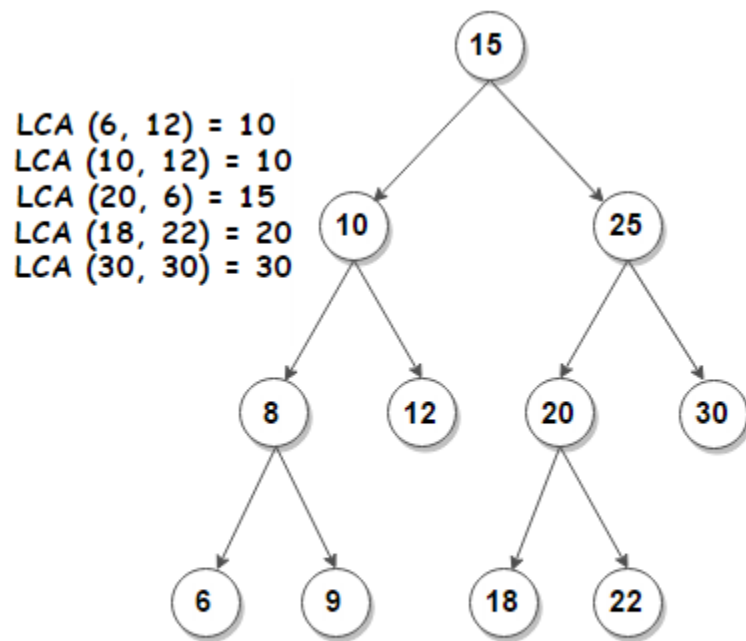 15
LCA (6, 12) = 10
LCA (10, 12) = 10
LCA (20, 6) = 15
LCA (18, 22) = 20
LCA (30, 30) = 30
10 25
8 12 20 30
6 9 18 22